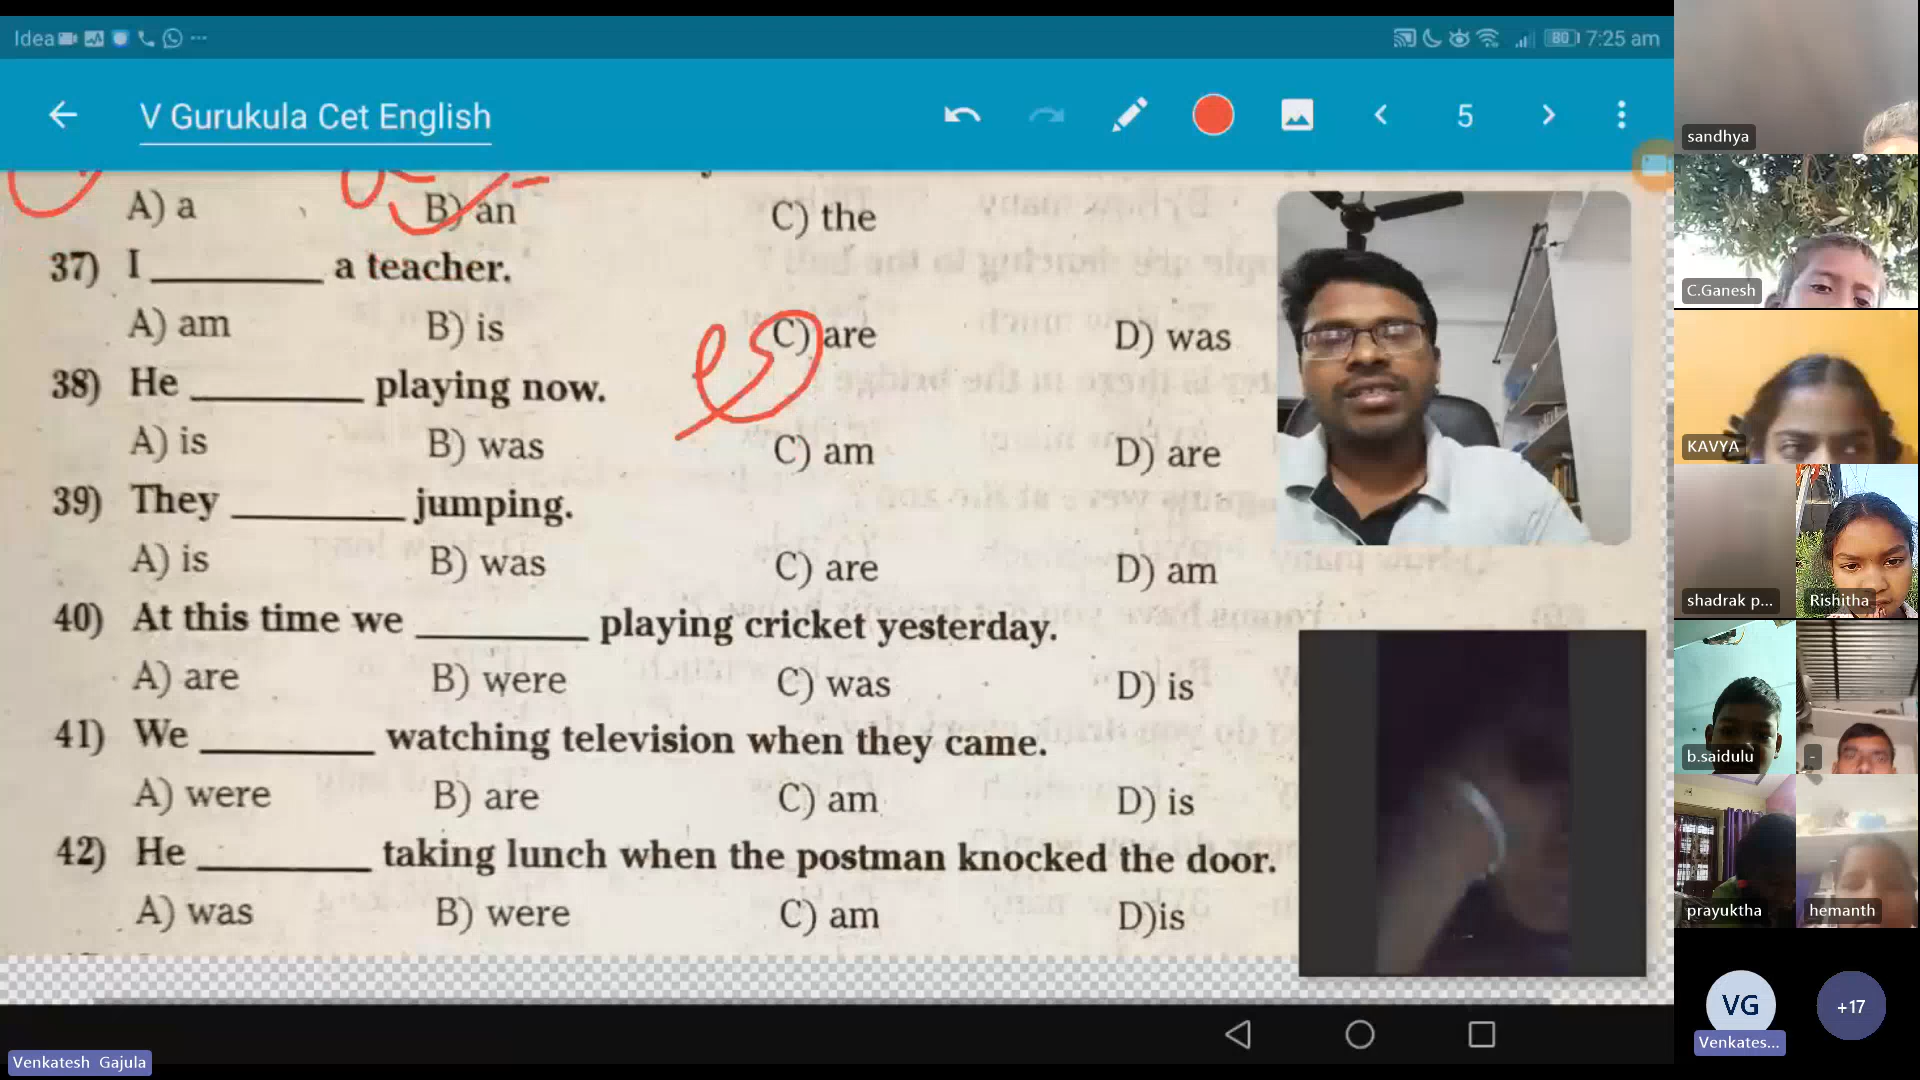 Idea
80 7:25 am
V Gurukula Cet English
5
A) a B) an C) the
37) I ________ a teacher.
A) am B) is C) are D) was
38) He ________ playing now.
A) is B) was C) am D) are
39) They ________ jumping.
A) is B) was C) are D) am
40) At this time we ________ playing cricket yesterday.
A) are B) were C) was D) is
41) We ________ watching television when they came.
A) were B) are C) am D) is
42) He ________ taking lunch when the postman knocked the door.
A) was B) were C) am D)is
Venkatesh Gajula
sandhya
C.Ganesh
KAVYA
shadrak p... Rishitha
b.saidulu -
prayuktha hemanth
VG +17
Venkates...